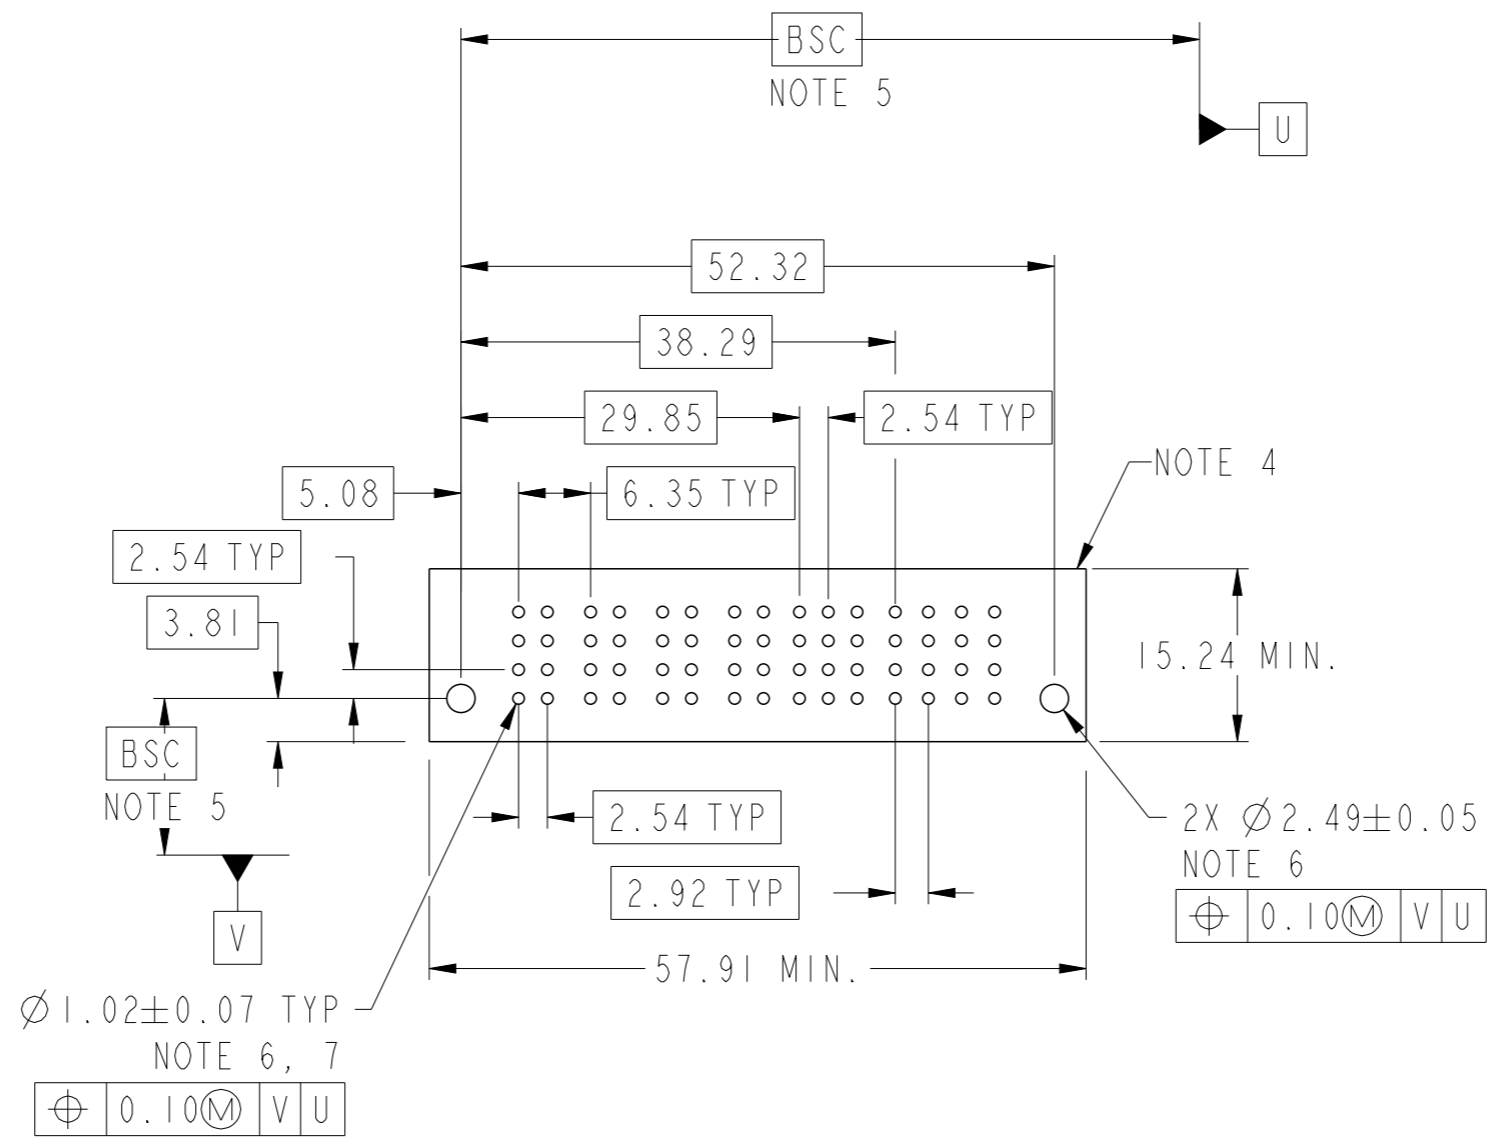 BSC
NOTE 5
U
52.32
38.29
29.85
2.54 TYP
NOTE 4
5.08
6.35 TYP
2.54 TYP
3.81
15.24 MIN.
BSC
NOTE 5
2.54 TYP
2X Ø2.49±0.05
NOTE 6
⌖ 0.10Ⓜ V U
2.92 TYP
V
57.91 MIN.
Ø1.02±0.07 TYP
NOTE 6, 7
⌖ 0.10Ⓜ V U